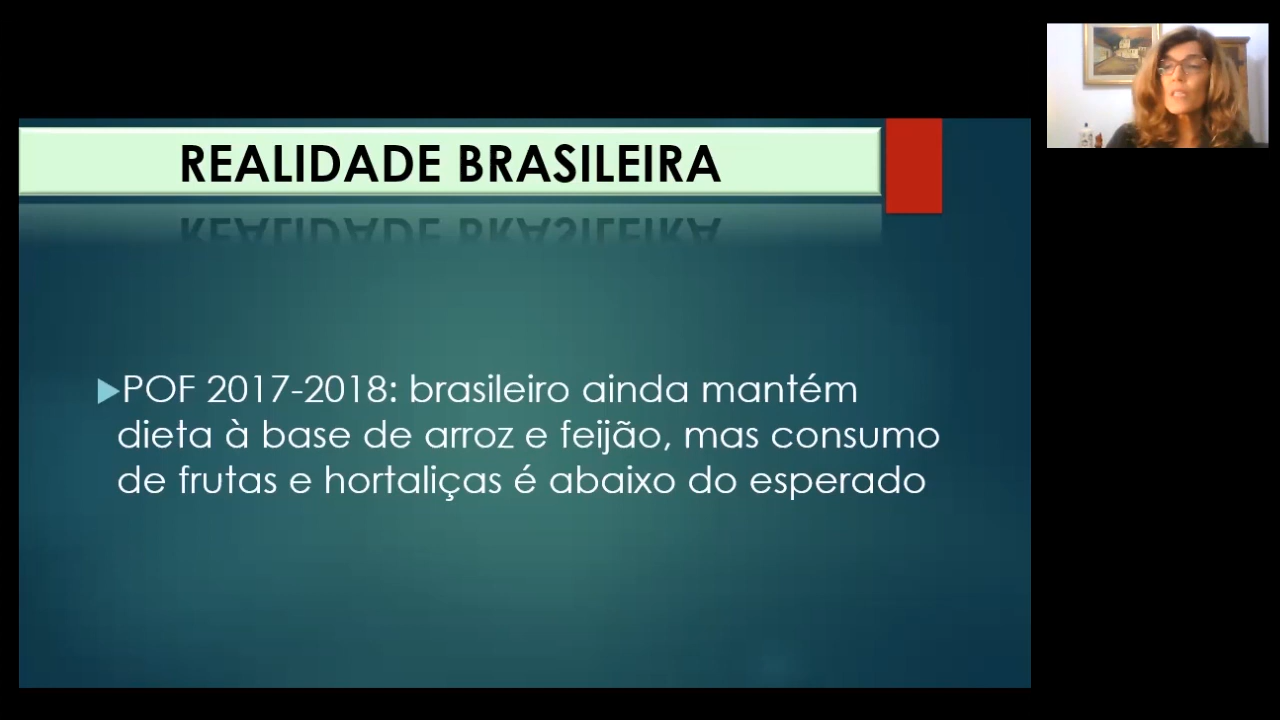 REALIDADE BRASILEIRA
POF 2017-2018: brasileiro ainda mantém
dieta à base de arroz e feijão, mas consumo
de frutas e hortaliças é abaixo do esperado